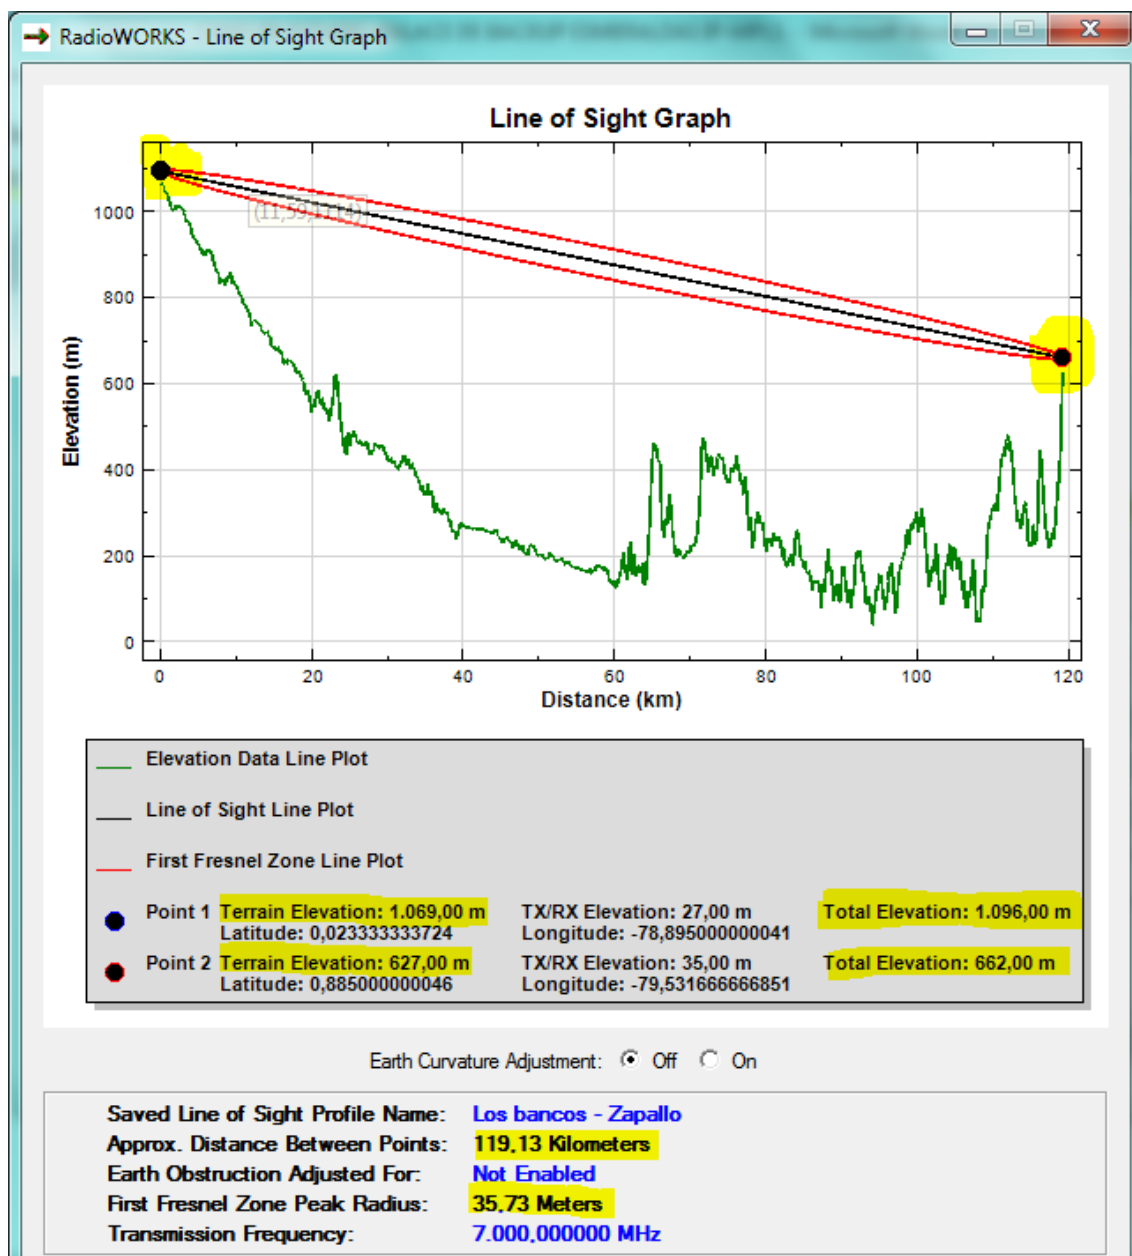 RadioWORKS - Line of Sight Graph
Line of Sight Graph
Elevation (m)
1000
800
600
400
200
0
0 20 40 60 80 100 120
Distance (km)
Elevation Data Line Plot
Line of Sight Line Plot
First Fresnel Zone Line Plot
Point 1 Terrain Elevation: 1.069,00 m TX/RX Elevation: 27,00 m Total Elevation: 1.096,00 m
Latitude: 0,023333333724 Longitude: -78,895000000041
Point 2 Terrain Elevation: 627,00 m TX/RX Elevation: 35,00 m Total Elevation: 662,00 m
Latitude: 0,885000000046 Longitude: -79,531666666851
Earth Curvature Adjustment: Off On
Saved Line of Sight Profile Name: Los bancos - Zapallo
Approx. Distance Between Points: 119,13 Kilometers
Earth Obstruction Adjusted For: Not Enabled
First Fresnel Zone Peak Radius: 35,73 Meters
Transmission Frequency: 7.000,000000 MHz